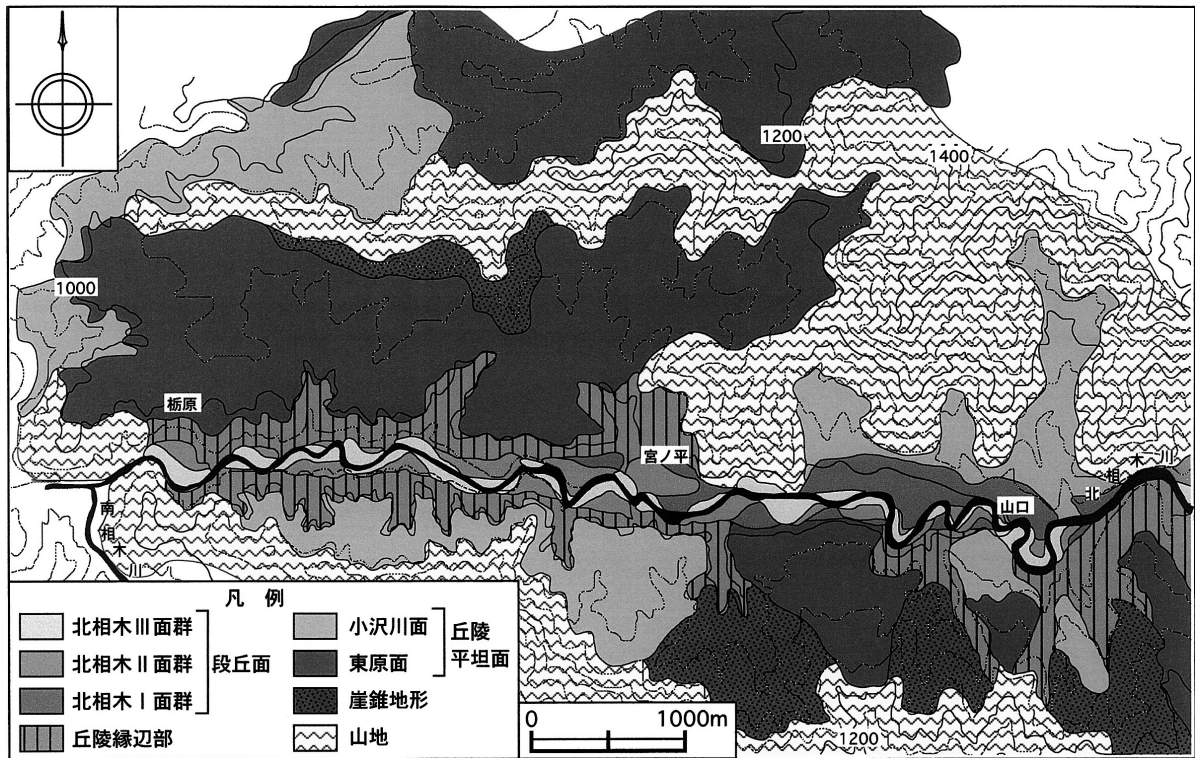 1200
1400
1000
栃原
宮ノ平
北相木川
山口
南相木川
凡 例
北相木Ⅲ面群
北相木Ⅱ面群
北相木Ⅰ面群
段丘面
丘陵縁辺部
小沢川面
東原面
丘陵
平坦面
崖錐地形
山地
0 1000m
1200